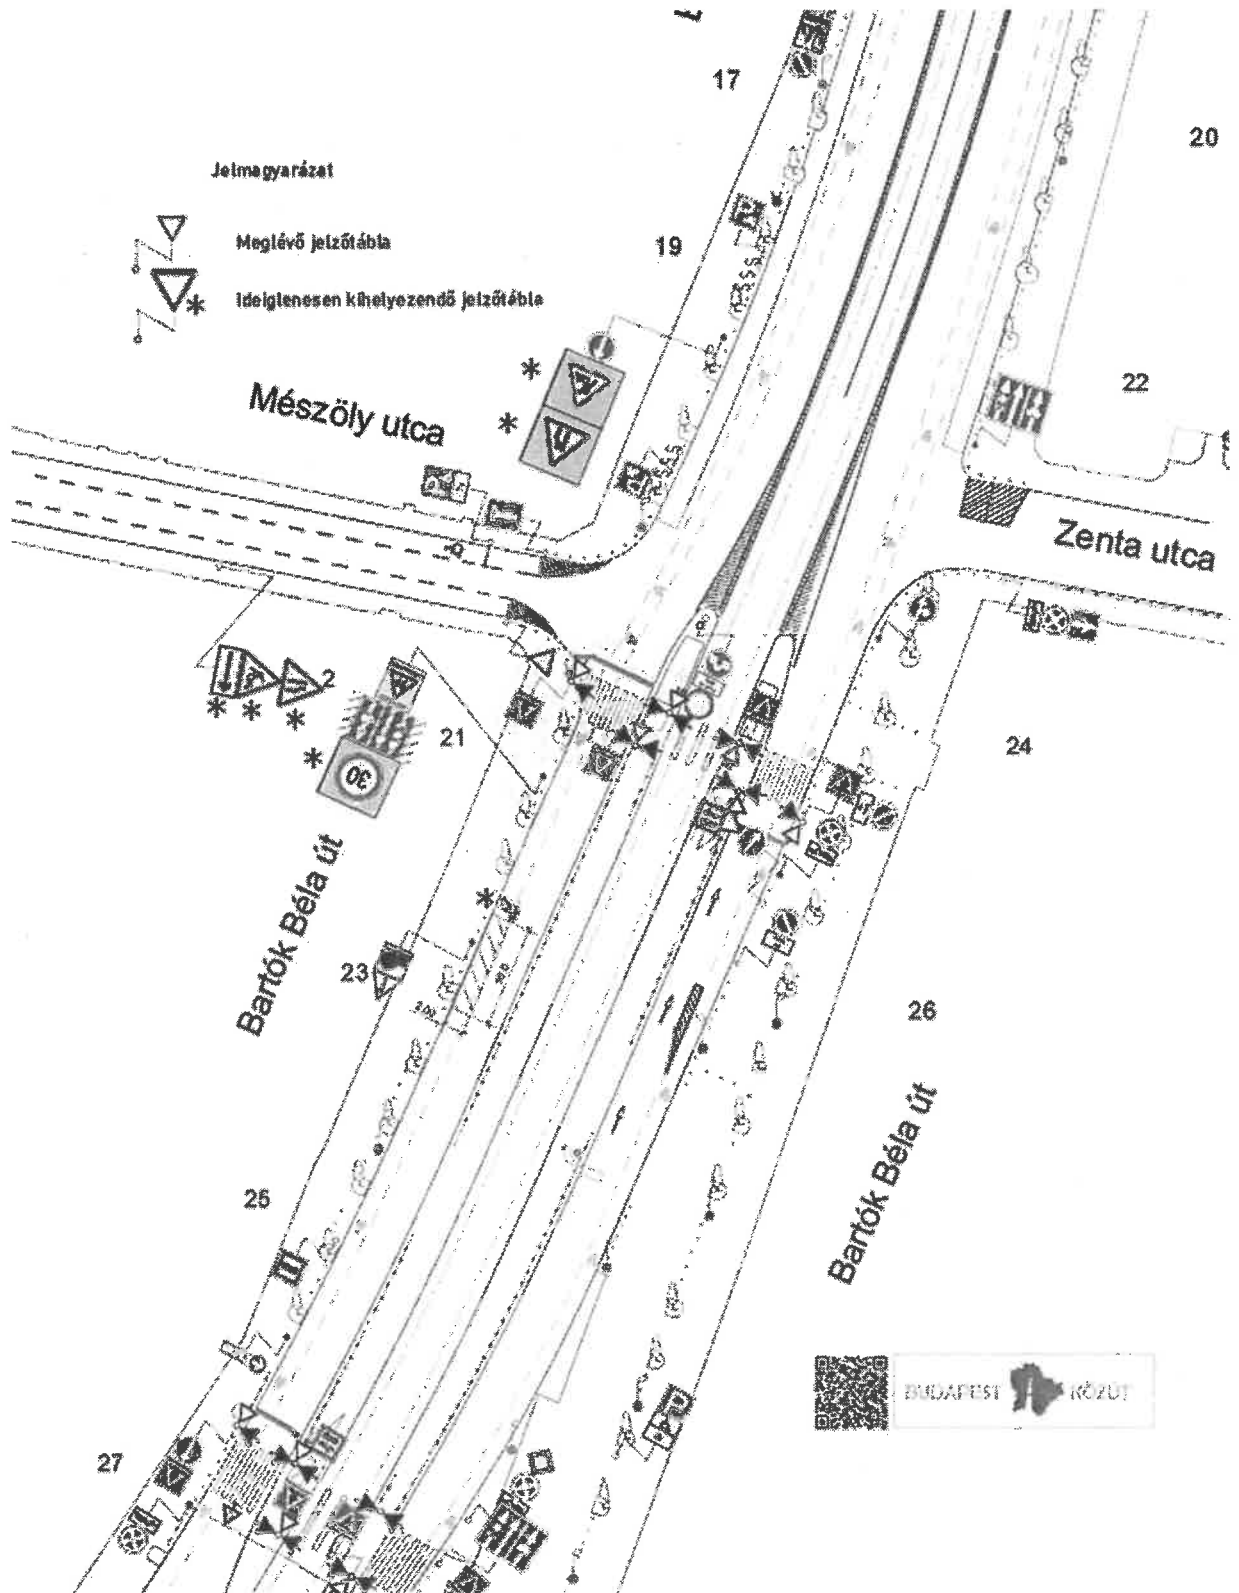 17
20
Jelmagyarázat
Meglévő jelzőtábla
19
Ideiglenesen kihelyezendő jelzőtábla
*
*
*
22
Mészöly utca
Zenta utca
2
* * *
21
*
30
24
Bartók Béla út
*
23
26
Bartók Béla út
25
BUDAPEST KÖZÚT
27